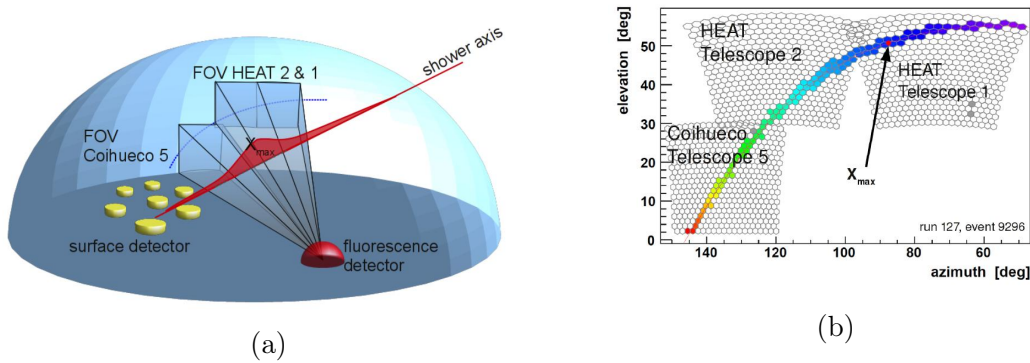 FOV HEAT 2 & 1
shower axis
FOV
Coihueco 5
Xmax
surface detector
fluorescence
detector
(a)
elevation [deg]
50
40
30
20
10
0
HEAT
Telescope 2
HEAT
Telescope 1
Coihueco
Telescope 5
Xmax
run 127, event 9296
140 120 100 80 60
azimuth [deg]
(b)